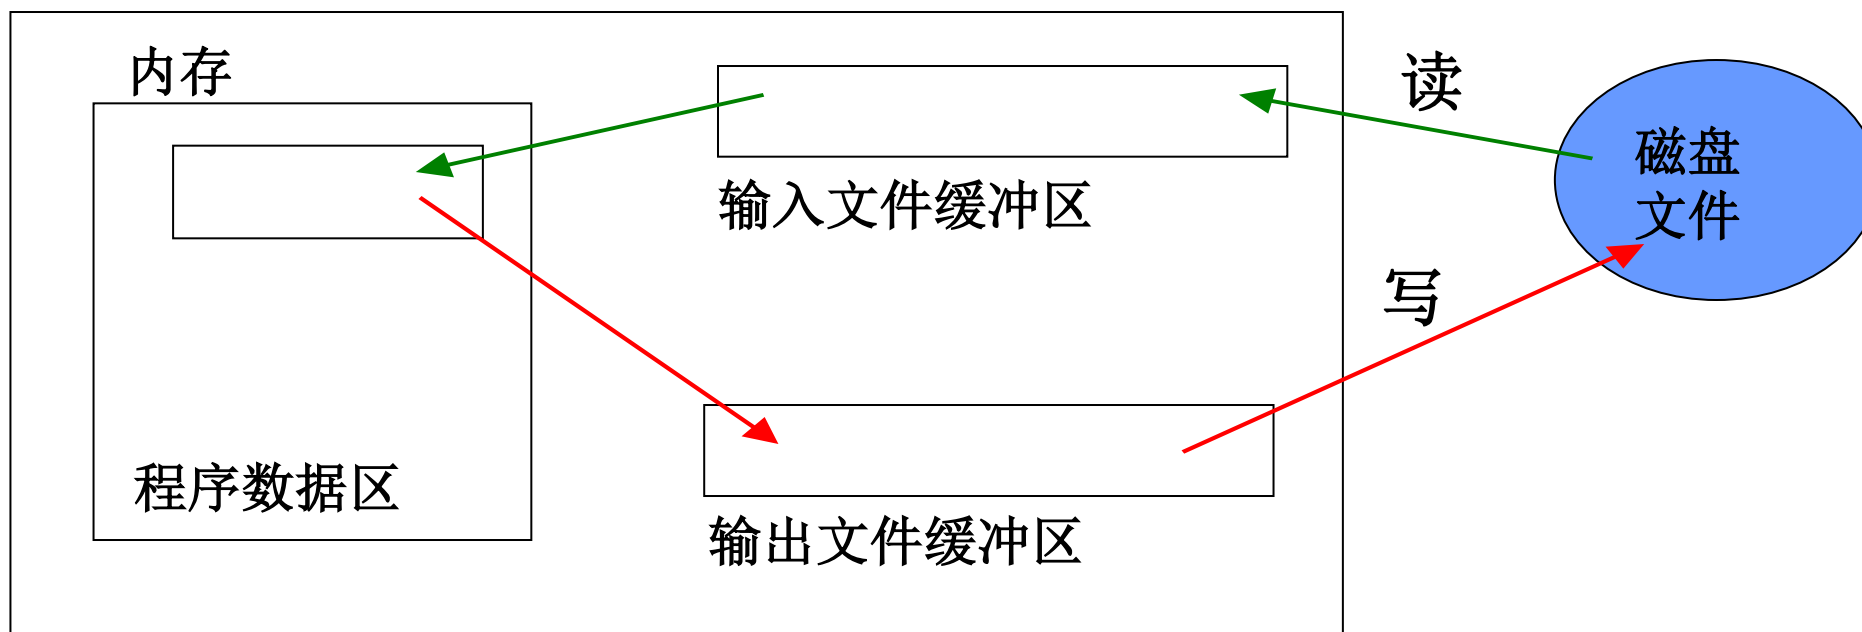 内存
读
磁盘
文件
输入文件缓冲区
写
程序数据区
输出文件缓冲区